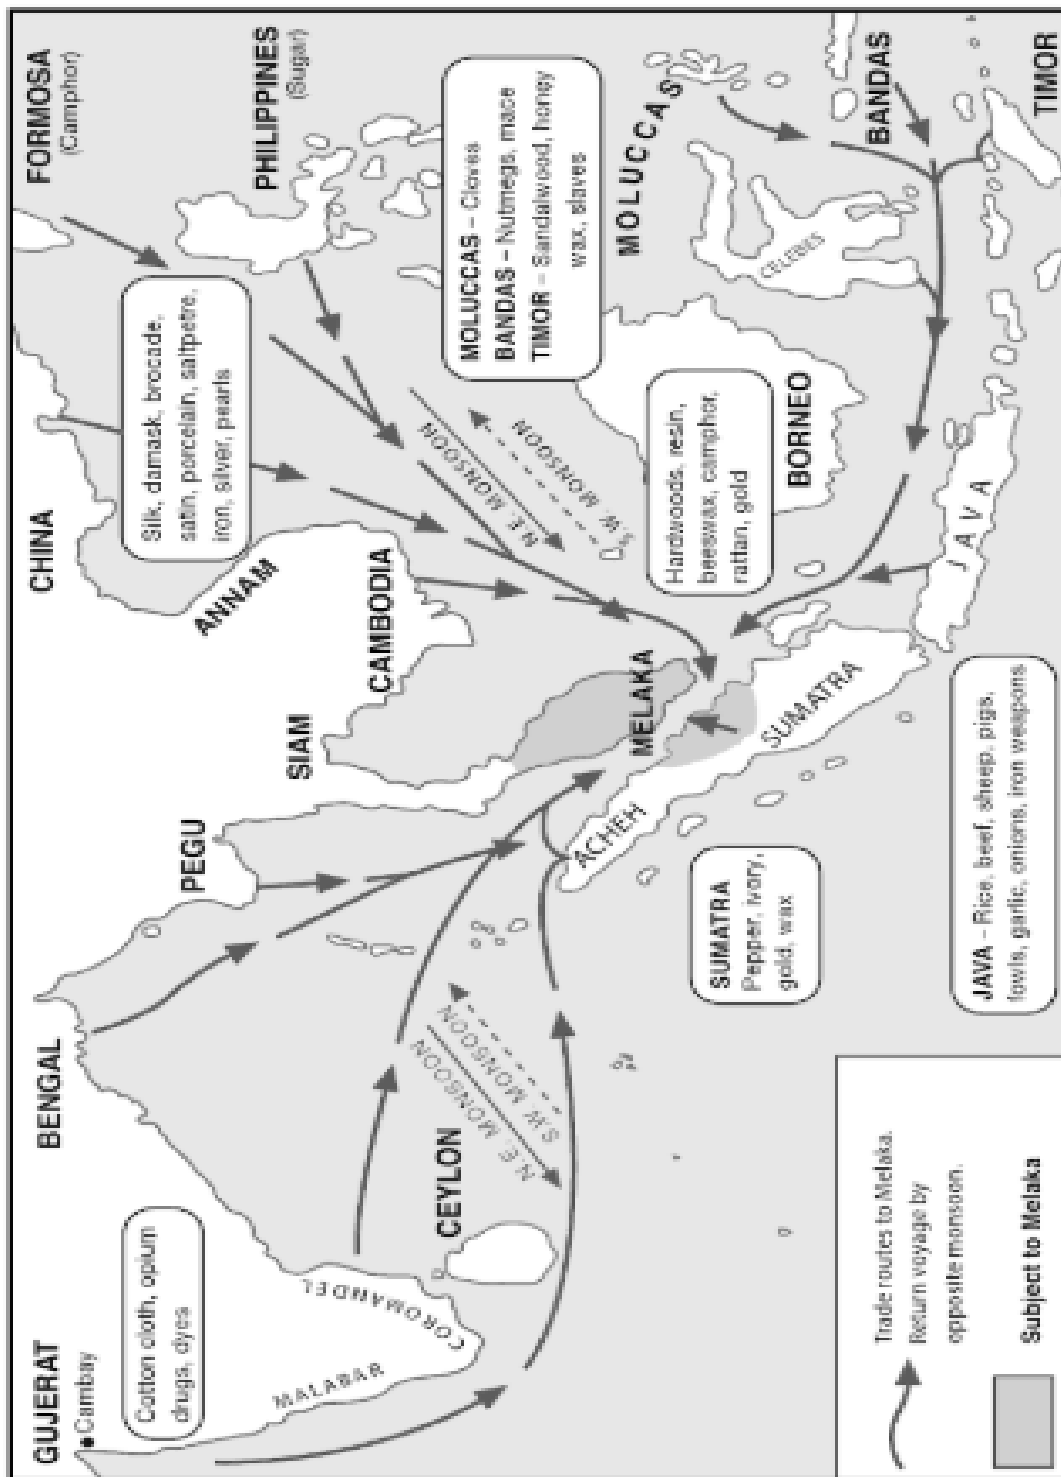 GUJERAT
Cambay
Cotton cloth, opium
drugs, dyes
MALABAR
COROMANDEL
CEYLON
BENGAL
PEGU
SIAM
CAMBODIA
ANNAM
CHINA
FORMOSA
(Camphor)
PHILIPPINES
(Sugar)
Silk, damask, brocade,
satin, porcelain, saltpetre,
iron, silver, pearls
N.E. MONSOON
S.W. MONSOON
N.E. MONSOON
S.W. MONSOON
MOLUCCAS – Cloves
BANDAS – Nutmegs, mace
TIMOR – Sandalwood, honey
wax, slaves
MOLUCCAS
CELEBES
BANDAS
TIMOR
Hardwoods, resin,
beeswax, camphor,
rattan, gold
BORNEO
MELAKA
ACHEH
SUMATRA
JAVA
SUMATRA
Pepper, ivory,
gold, wax
JAVA – Rice, beef, sheep, pigs,
fowls, garlic, onions, iron weapons
Trade routes to Melaka.
Return voyage by
opposite monsoon.
Subject to Melaka